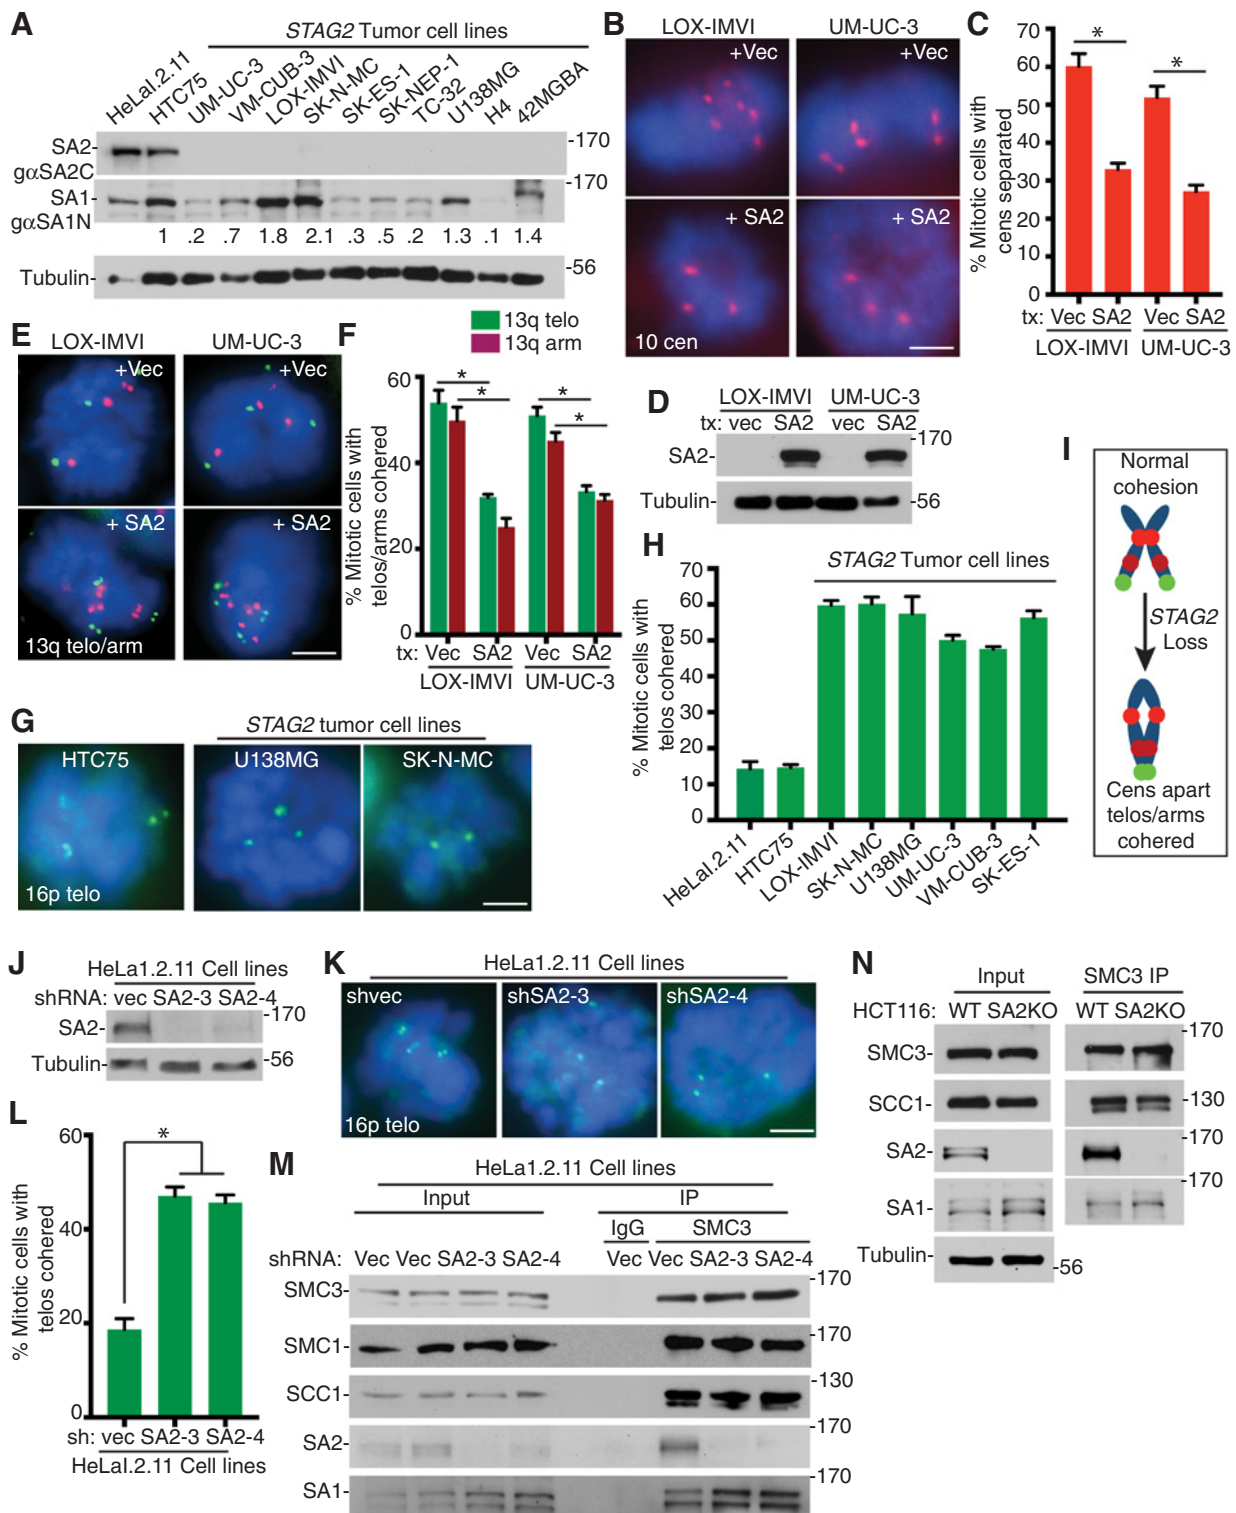 A
STAG2 Tumor cell lines
HeLaI.2.11
HTC75
UM-UC-3
VM-CUB-3
LOX-IMVI
SK-N-MC
SK-ES-1
SK-NEP-1
TC-32
U138MG
H4
42MGBA
SA2-
gαSA2C
-170
SA1-
gαSA1N
-170
1 .2 .7 1.8 2.1 .3 .5 .2 1.3 .1 1.4
Tubulin-
-56
B
LOX-IMVI UM-UC-3
+Vec +Vec
+ SA2 + SA2
10 cen
C
% Mitotic cells with
cens separated
70
60
50
40
30
20
10
0
tx: Vec SA2 Vec SA2
LOX-IMVI UM-UC-3
* *
D
LOX-IMVI UM-UC-3
tx: vec SA2 vec SA2
SA2-
-170
Tubulin-
-56
E
LOX-IMVI UM-UC-3
+Vec +Vec
+ SA2 + SA2
13q telo/arm
F
13q telo
13q arm
% Mitotic cells with
telos/arms cohered
60
40
20
0
* * * *
tx: Vec SA2 Vec SA2
LOX-IMVI UM-UC-3
G
STAG2 tumor cell lines
HTC75 U138MG SK-N-MC
16p telo
H
STAG2 Tumor cell lines
% Mitotic cells with
telos cohered
70
60
50
40
30
20
10
0
HeLaI.2.11
HTC75
LOX-IMVI
SK-N-MC
U138MG
UM-UC-3
VM-CUB-3
SK-ES-1
I
Normal
cohesion
STAG2
Loss
Cens apart
telos/arms
cohered
J
HeLa1.2.11 Cell lines
shRNA: vec SA2-3 SA2-4
SA2-
-170
Tubulin-
-56
K
HeLa1.2.11 Cell lines
shvec shSA2-3 shSA2-4
16p telo
L
% Mitotic cells with
telos cohered
60
40
20
0
*
sh: vec SA2-3 SA2-4
HeLaI.2.11 Cell lines
M
HeLa1.2.11 Cell lines
Input IP
IgG SMC3
shRNA: Vec Vec SA2-3 SA2-4 Vec Vec SA2-3 SA2-4
SMC3-
-170
SMC1-
-170
SCC1-
-130
SA2-
-170
SA1-
-170
N
Input SMC3 IP
HCT116: WT SA2KO WT SA2KO
SMC3-
-170
SCC1-
-130
SA2-
-170
SA1-
-170
Tubulin-
-56